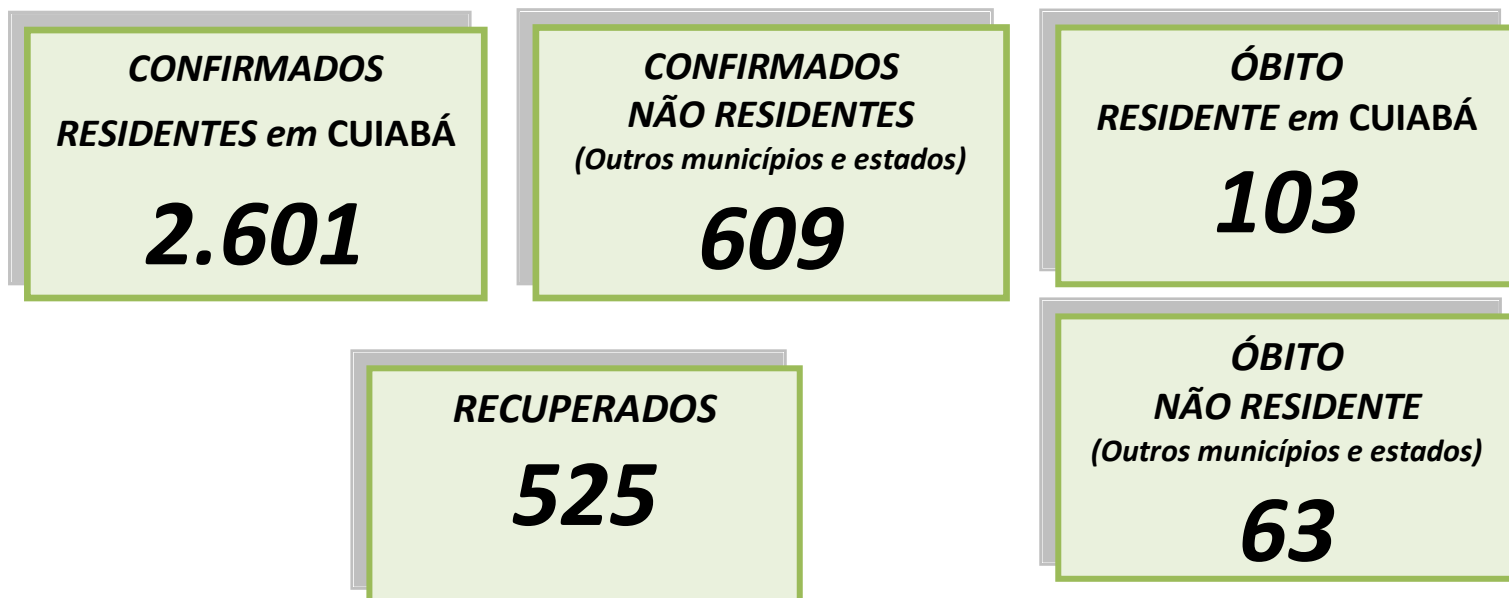 CONFIRMADOS
RESIDENTES em CUIABÁ
2.601
CONFIRMADOS
NÃO RESIDENTES
(Outros municípios e estados)
609
ÓBITO
RESIDENTE em CUIABÁ
103
RECUPERADOS
525
ÓBITO
NÃO RESIDENTE
(Outros municípios e estados)
63